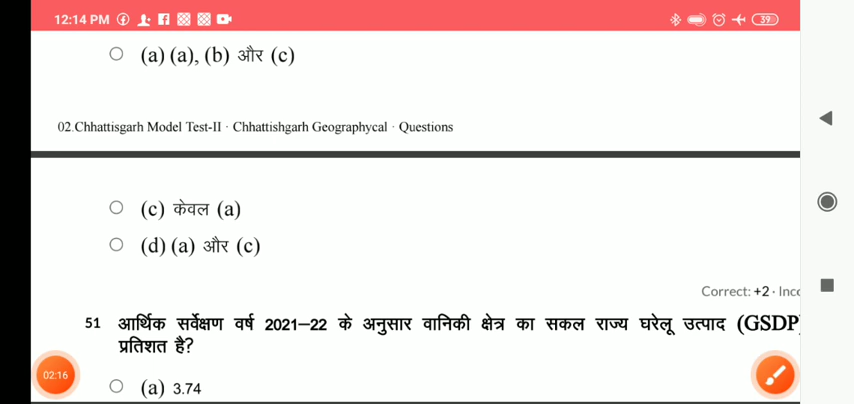 12:14 PM
39
(a) (a), (b) और (c)
02.Chhattisgarh Model Test-II · Chhattishgarh Geographycal · Questions
(c) केवल (a)
(d) (a) और (c)
Correct: +2 · Inc
51 आर्थिक सर्वेक्षण वर्ष 2021–22 के अनुसार वानिकी क्षेत्र का सकल राज्य घरेलू उत्पाद (GSDP)
प्रतिशत है?
02:16
(a) 3.74